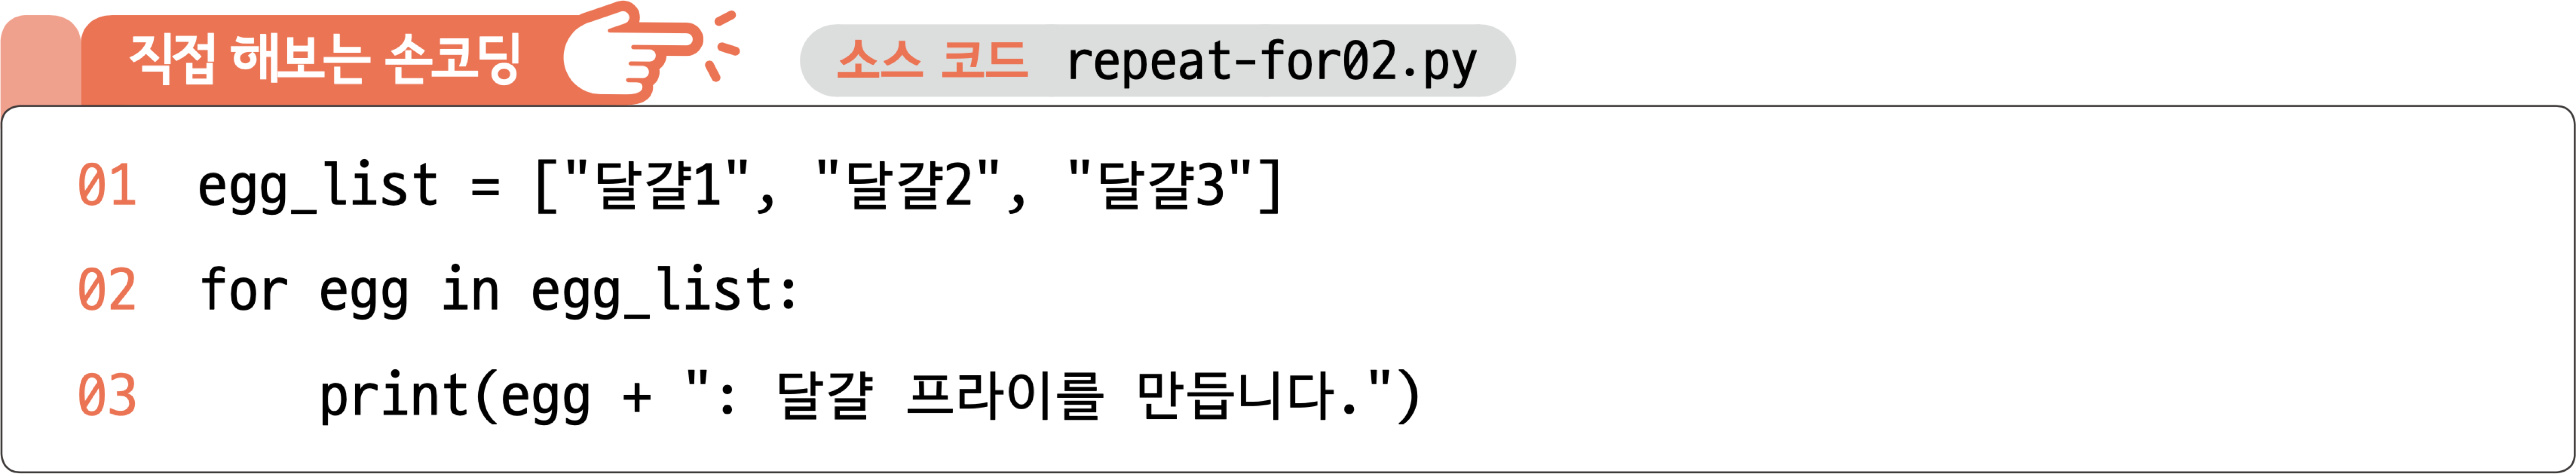 직접 해보는 손코딩
소스 코드 repeat-for02.py
01 egg_list = ["달걀1", "달걀2", "달걀3"]
02 for egg in egg_list:
03     print(egg + ": 달걀 프라이를 만듭니다.")